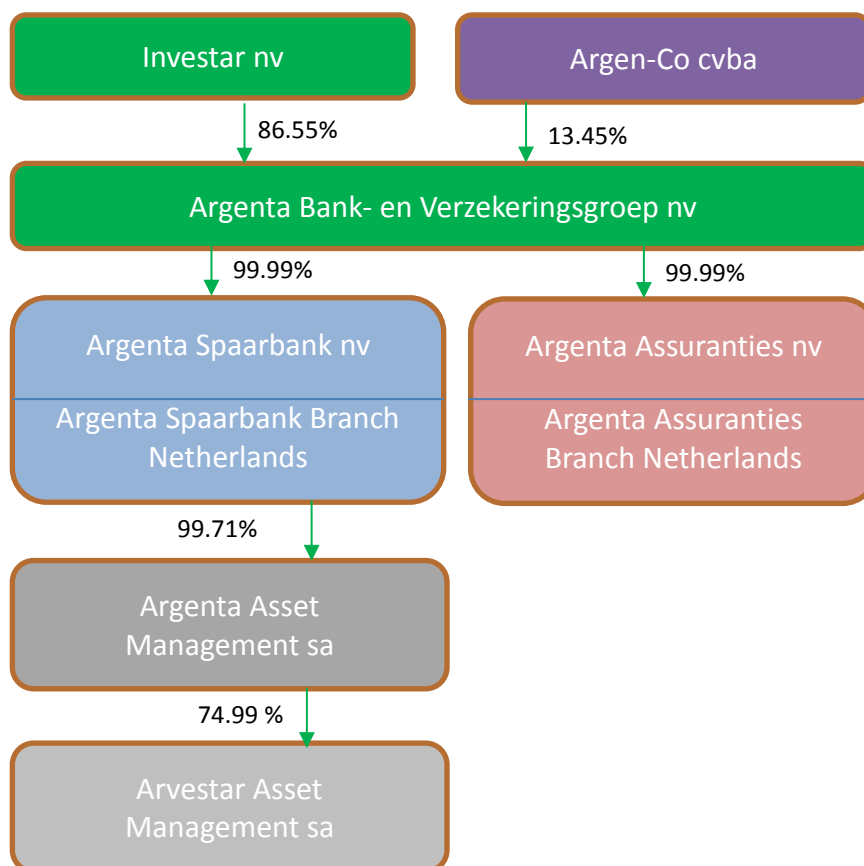 Investar nv
Argen-Co cvba
86.55%
13.45%
Argenta Bank- en Verzekeringsgroep nv
99.99%
99.99%
Argenta Spaarbank nv
Argenta Assuranties nv
Argenta Spaarbank Branch
Netherlands
Argenta Assuranties
Branch Netherlands
99.71%
Argenta Asset
Management sa
74.99 %
Arvestar Asset
Management sa